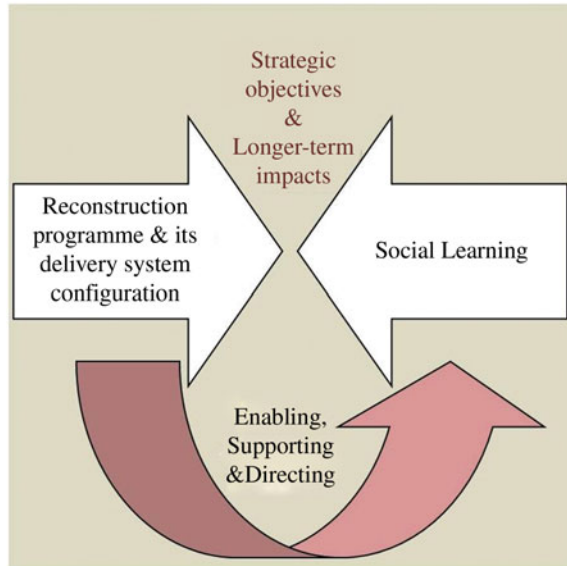 Strategic
objectives
&
Longer-term
impacts
Reconstruction
programme & its
delivery system
configuration
Social Learning
Enabling,
Supporting
&Directing